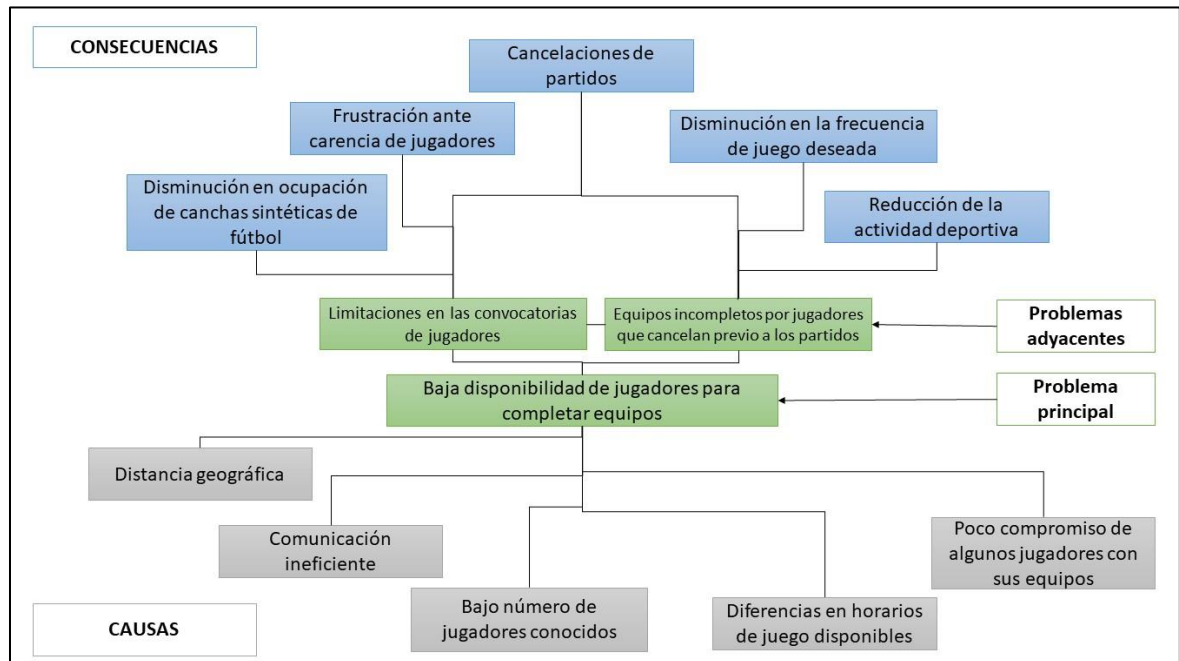 CONSECUENCIAS
Cancelaciones de
partidos
Frustración ante
carencia de jugadores
Disminución en la frecuencia
de juego deseada
Disminución en ocupación
de canchas sintéticas de
fútbol
Reducción de la
actividad deportiva
Limitaciones en las convocatorias
de jugadores
Equipos incompletos por jugadores
que cancelan previo a los partidos
Problemas
adyacentes
Baja disponibilidad de jugadores para
completar equipos
Problema
principal
Distancia geográfica
Comunicación
ineficiente
Poco compromiso de
algunos jugadores con
sus equipos
Bajo número de
jugadores conocidos
Diferencias en horarios
de juego disponibles
CAUSAS